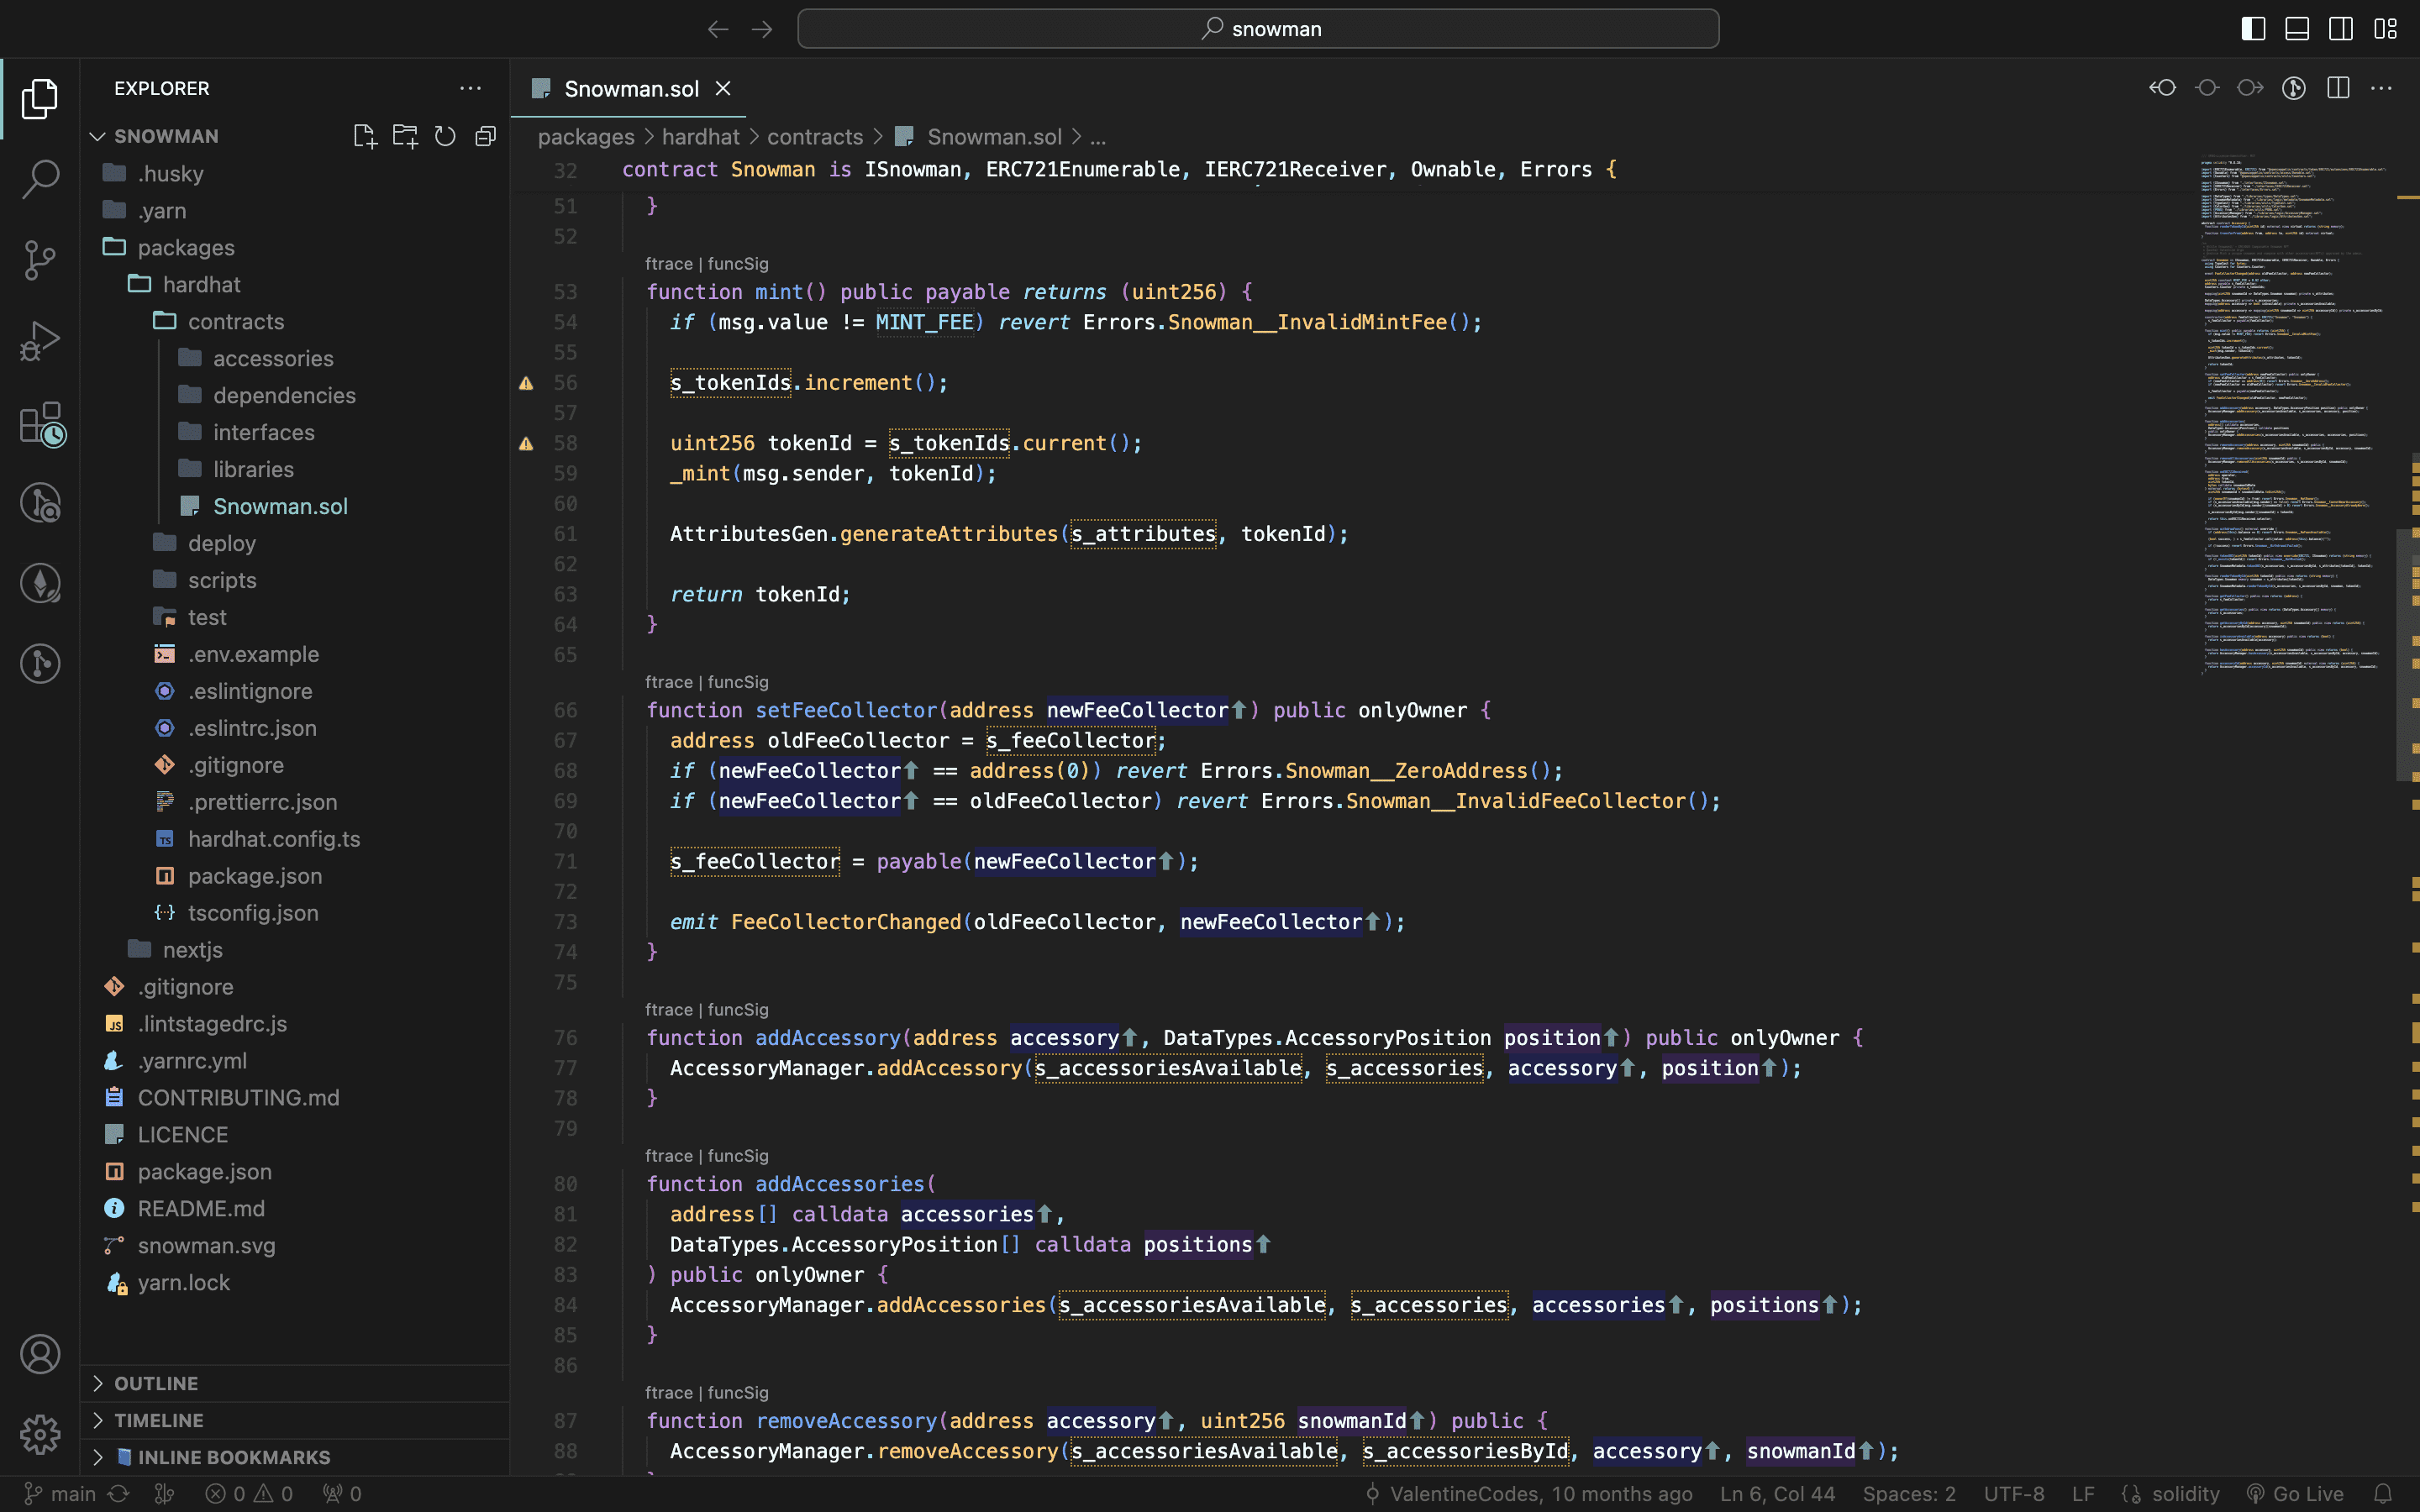 snowman
EXPLORER
SNOWMAN
.husky
.yarn
packages
hardhat
contracts
accessories
dependencies
interfaces
libraries
Snowman.sol
deploy
scripts
test
.env.example
.eslintignore
.eslintrc.json
.gitignore
.prettierrc.json
hardhat.config.ts
package.json
tsconfig.json
nextjs
.gitignore
.lintstagedrc.js
.yarnrc.yml
CONTRIBUTING.md
LICENCE
package.json
README.md
snowman.svg
yarn.lock
OUTLINE
TIMELINE
INLINE BOOKMARKS
Snowman.sol
packages > hardhat > contracts > Snowman.sol > ...
32 contract Snowman is ISnowman, ERC721Enumerable, IERC721Receiver, Ownable, Errors {
51 }
52
ftrace | funcSig
53 function mint() public payable returns (uint256) {
54 if (msg.value != MINT_FEE) revert Errors.Snowman__InvalidMintFee();
55
56 s_tokenIds.increment();
57
58 uint256 tokenId = s_tokenIds.current();
59 _mint(msg.sender, tokenId);
60
61 AttributesGen.generateAttributes(s_attributes, tokenId);
62
63 return tokenId;
64 }
65
ftrace | funcSig
66 function setFeeCollector(address newFeeCollector⬆) public onlyOwner {
67 address oldFeeCollector = s_feeCollector;
68 if (newFeeCollector⬆ == address(0)) revert Errors.Snowman__ZeroAddress();
69 if (newFeeCollector⬆ == oldFeeCollector) revert Errors.Snowman__InvalidFeeCollector();
70
71 s_feeCollector = payable(newFeeCollector⬆);
72
73 emit FeeCollectorChanged(oldFeeCollector, newFeeCollector⬆);
74 }
75
ftrace | funcSig
76 function addAccessory(address accessory⬆, DataTypes.AccessoryPosition position⬆) public onlyOwner {
77 AccessoryManager.addAccessory(s_accessoriesAvailable, s_accessories, accessory⬆, position⬆);
78 }
79
ftrace | funcSig
80 function addAccessories(
81 address[] calldata accessories⬆,
82 DataTypes.AccessoryPosition[] calldata positions⬆
83 ) public onlyOwner {
84 AccessoryManager.addAccessories(s_accessoriesAvailable, s_accessories, accessories⬆, positions⬆);
85 }
86
ftrace | funcSig
87 function removeAccessory(address accessory⬆, uint256 snowmanId⬆) public {
88 AccessoryManager.removeAccessory(s_accessoriesAvailable, s_accessoriesById, accessory⬆, snowmanId⬆);
main 0 0 0 ValentineCodes, 10 months ago Ln 6, Col 44 Spaces: 2 UTF-8 LF solidity Go Live